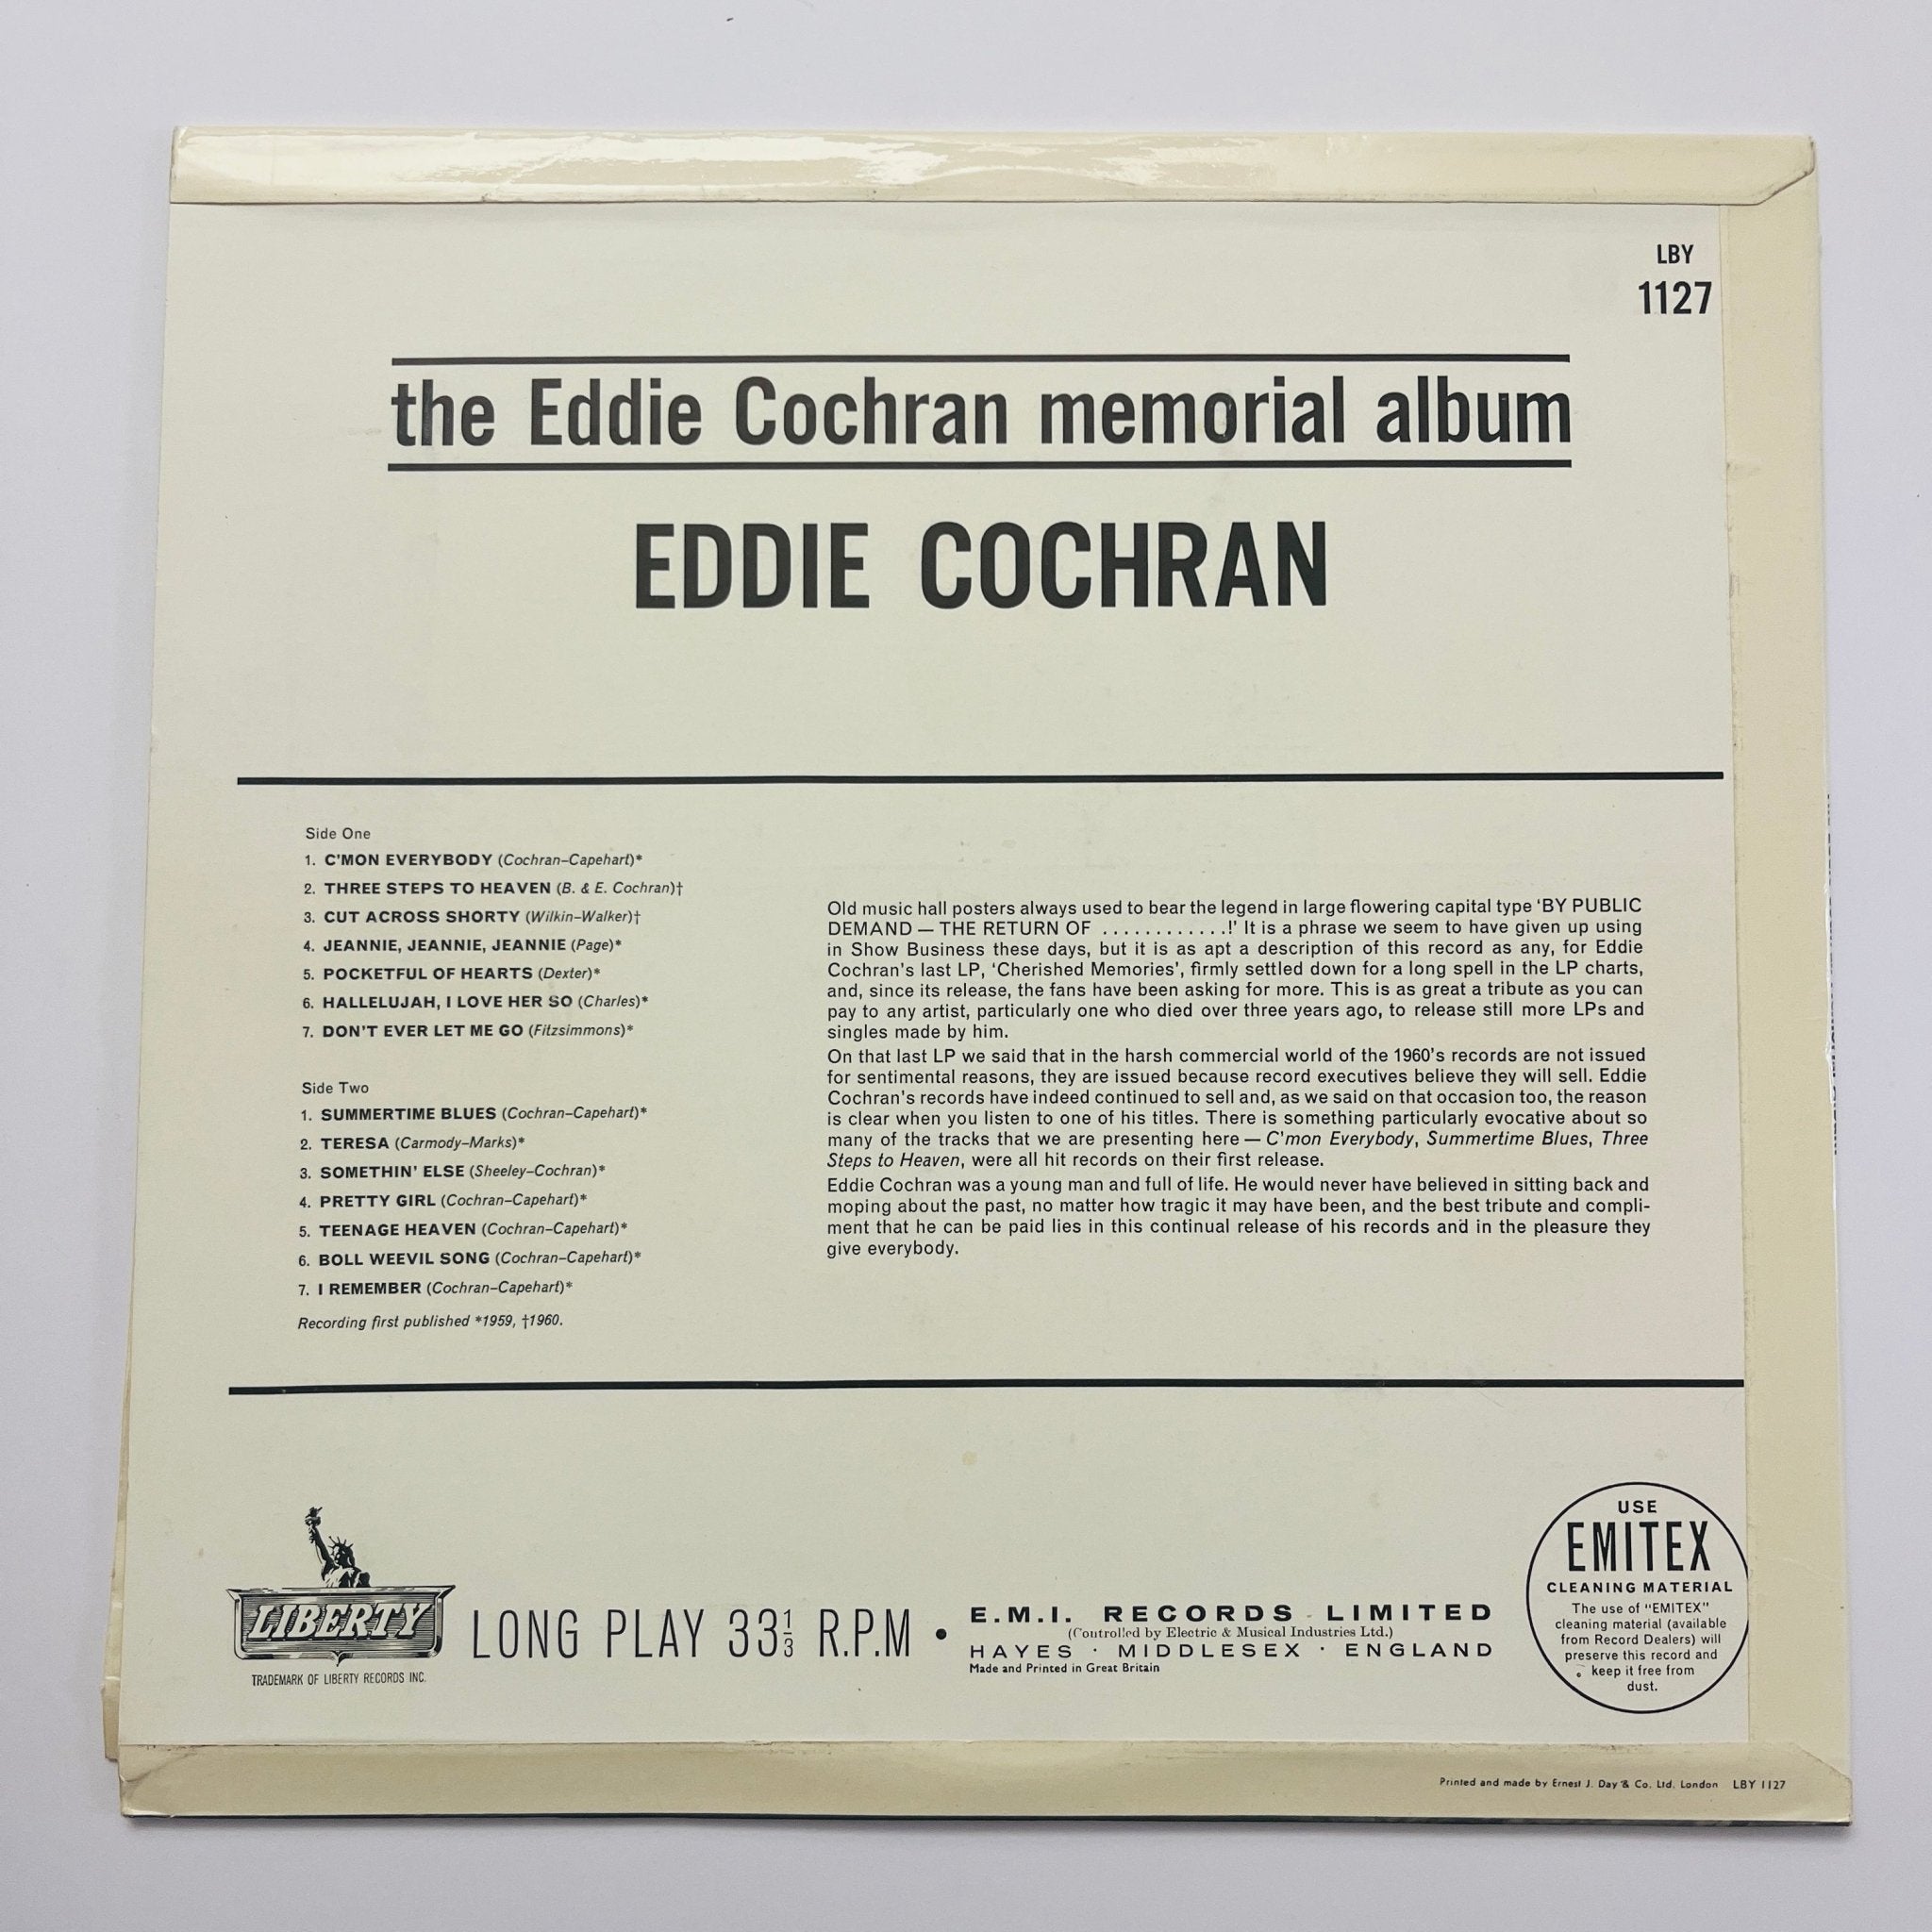 LBY
1127
the Eddie Cochran memorial album
EDDIE COCHRAN
Side One
1. C'MON EVERYBODY (Cochran–Capehart)*
2. THREE STEPS TO HEAVEN (B. & E. Cochran)†
3. CUT ACROSS SHORTY (Wilkin–Walker)†
4. JEANNIE, JEANNIE, JEANNIE (Page)*
5. POCKETFUL OF HEARTS (Dexter)*
6. HALLELUJAH, I LOVE HER SO (Charles)*
7. DON'T EVER LET ME GO (Fitzsimmons)*
Side Two
1. SUMMERTIME BLUES (Cochran–Capehart)*
2. TERESA (Carmody–Marks)*
3. SOMETHIN' ELSE (Sheeley–Cochran)*
4. PRETTY GIRL (Cochran–Capehart)*
5. TEENAGE HEAVEN (Cochran–Capehart)*
6. BOLL WEEVIL SONG (Cochran–Capehart)*
7. I REMEMBER (Cochran–Capehart)*
Recording first published *1959, †1960.
Old music hall posters always used to bear the legend in large flowering capital type ‘BY PUBLIC
DEMAND — THE RETURN OF ............!’ It is a phrase we seem to have given up using
in Show Business these days, but it is as apt a description of this record as any, for Eddie
Cochran's last LP, ‘Cherished Memories’, firmly settled down for a long spell in the LP charts,
and, since its release, the fans have been asking for more. This is as great a tribute as you can
pay to any artist, particularly one who died over three years ago, to release still more LPs and
singles made by him.
On that last LP we said that in the harsh commercial world of the 1960's records are not issued
for sentimental reasons, they are issued because record executives believe they will sell. Eddie
Cochran's records have indeed continued to sell and, as we said on that occasion too, the reason
is clear when you listen to one of his titles. There is something particularly evocative about so
many of the tracks that we are presenting here — C'mon Everybody, Summertime Blues, Three
Steps to Heaven, were all hit records on their first release.
Eddie Cochran was a young man and full of life. He would never have believed in sitting back and
moping about the past, no matter how tragic it may have been, and the best tribute and compli-
ment that he can be paid lies in this continual release of his records and in the pleasure they
give everybody.
LIBERTY
TRADEMARK OF LIBERTY RECORDS INC.
LONG PLAY 33⅓ R.P.M •
E.M.I. RECORDS LIMITED
(Controlled by Electric & Musical Industries Ltd.)
HAYES · MIDDLESEX · ENGLAND
Made and Printed in Great Britain
USE
EMITEX
CLEANING MATERIAL
The use of "EMITEX"
cleaning material (available
from Record Dealers) will
preserve this record and
keep it free from
dust.
Printed and made by Ernest J. Day & Co. Ltd. London LBY 1127